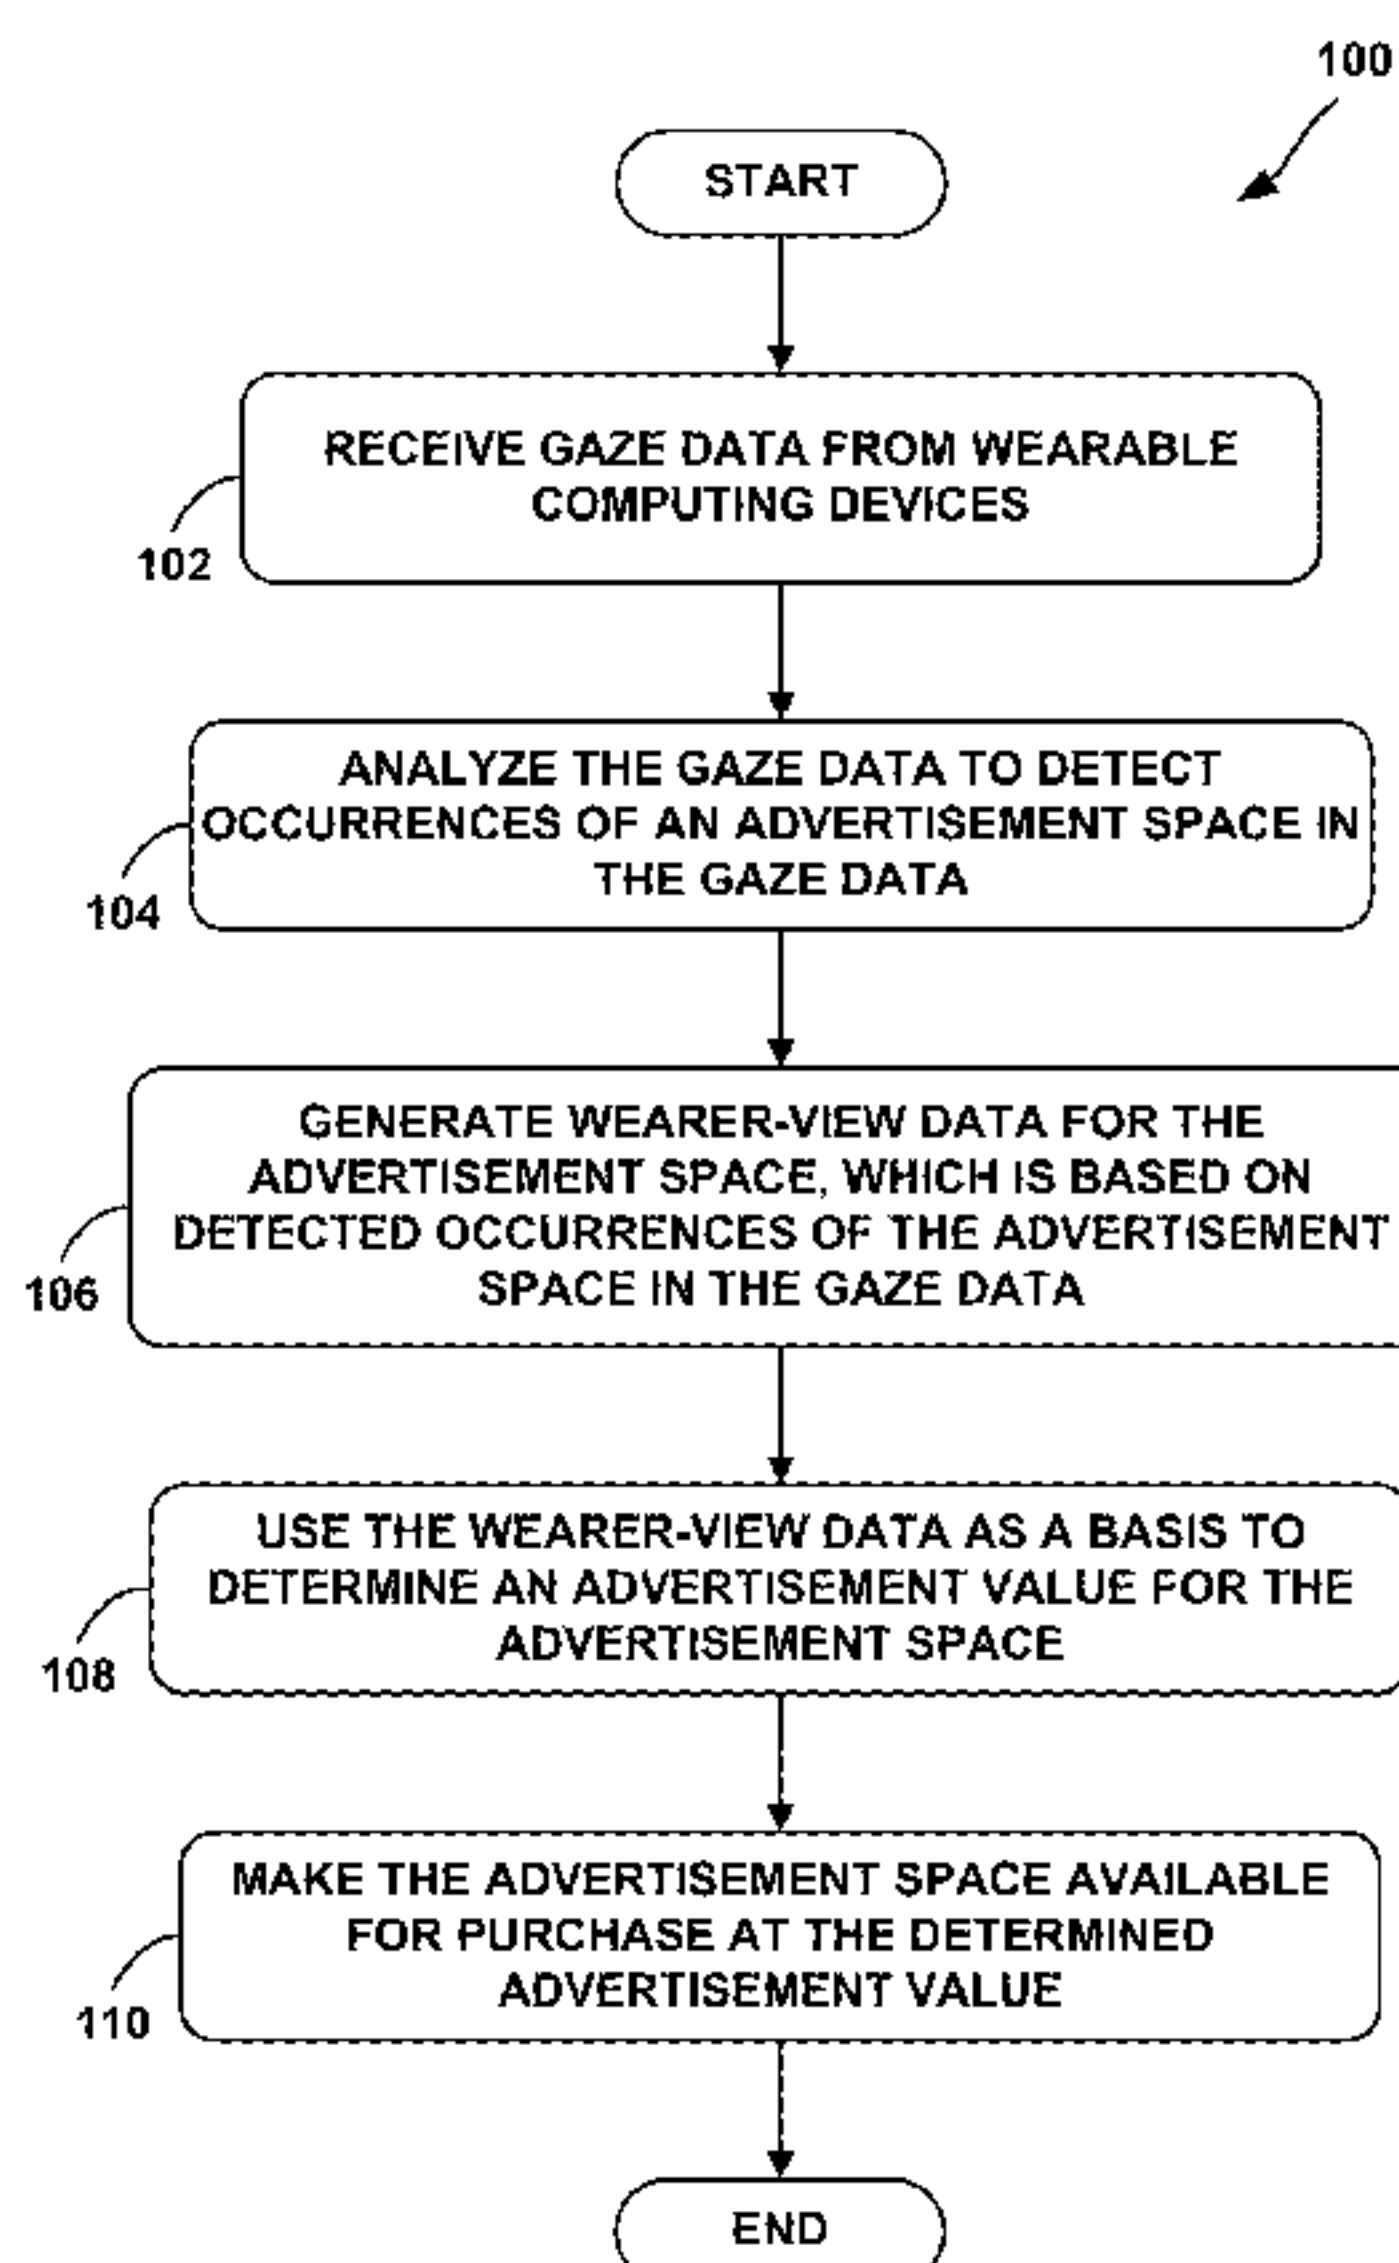 100
START
RECEIVE GAZE DATA FROM WEARABLE
COMPUTING DEVICES
102
ANALYZE THE GAZE DATA TO DETECT
OCCURRENCES OF AN ADVERTISEMENT SPACE IN
THE GAZE DATA
104
GENERATE WEARER-VIEW DATA FOR THE
ADVERTISEMENT SPACE, WHICH IS BASED ON
DETECTED OCCURRENCES OF THE ADVERTISEMENT
SPACE IN THE GAZE DATA
106
USE THE WEARER-VIEW DATA AS A BASIS TO
DETERMINE AN ADVERTISEMENT VALUE FOR THE
ADVERTISEMENT SPACE
108
MAKE THE ADVERTISEMENT SPACE AVAILABLE
FOR PURCHASE AT THE DETERMINED
ADVERTISEMENT VALUE
110
END